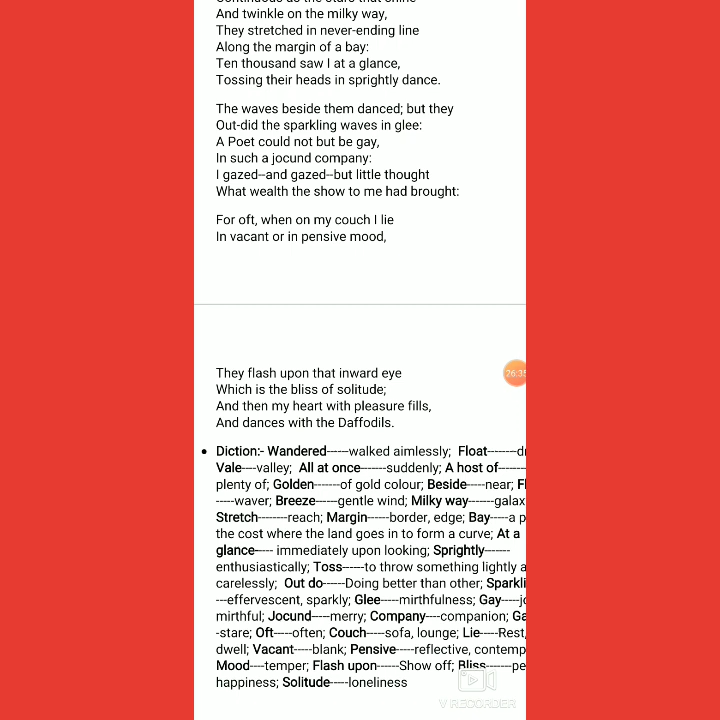 And twinkle on the milky way,
They stretched in never-ending line
Along the margin of a bay:
Ten thousand saw I at a glance,
Tossing their heads in sprightly dance.
The waves beside them danced; but they
Out-did the sparkling waves in glee:
A Poet could not but be gay,
In such a jocund company:
I gazed--and gazed--but little thought
What wealth the show to me had brought:
For oft, when on my couch I lie
In vacant or in pensive mood,
They flash upon that inward eye
26:35
Which is the bliss of solitude;
And then my heart with pleasure fills,
And dances with the Daffodils.
• Diction:- Wandered-----walked aimlessly; Float-------
Vale----valley; All at once------suddenly; A host of-------
plenty of; Golden------of gold colour; Beside-----near;
-----waver; Breeze-----gentle wind; Milky way------
Stretch-------reach; Margin-----border, edge; Bay-----a
the cost where the land goes in to form a curve; At a
glance---- immediately upon looking; Sprightly------
enthusiastically; Toss-----to throw something lightly
carelessly; Out do-----Doing better than other;
---effervescent, sparkly; Glee----mirthfulness; Gay----
mirthful; Jocund-----merry; Company----companion;
-stare; Oft-----often; Couch-----sofa, lounge; Lie-----Rest,
dwell; Vacant-----blank; Pensive-----reflective,
Mood----temper; Flash upon------Show off; Bliss------
happiness; Solitude-----loneliness
V RECORDER